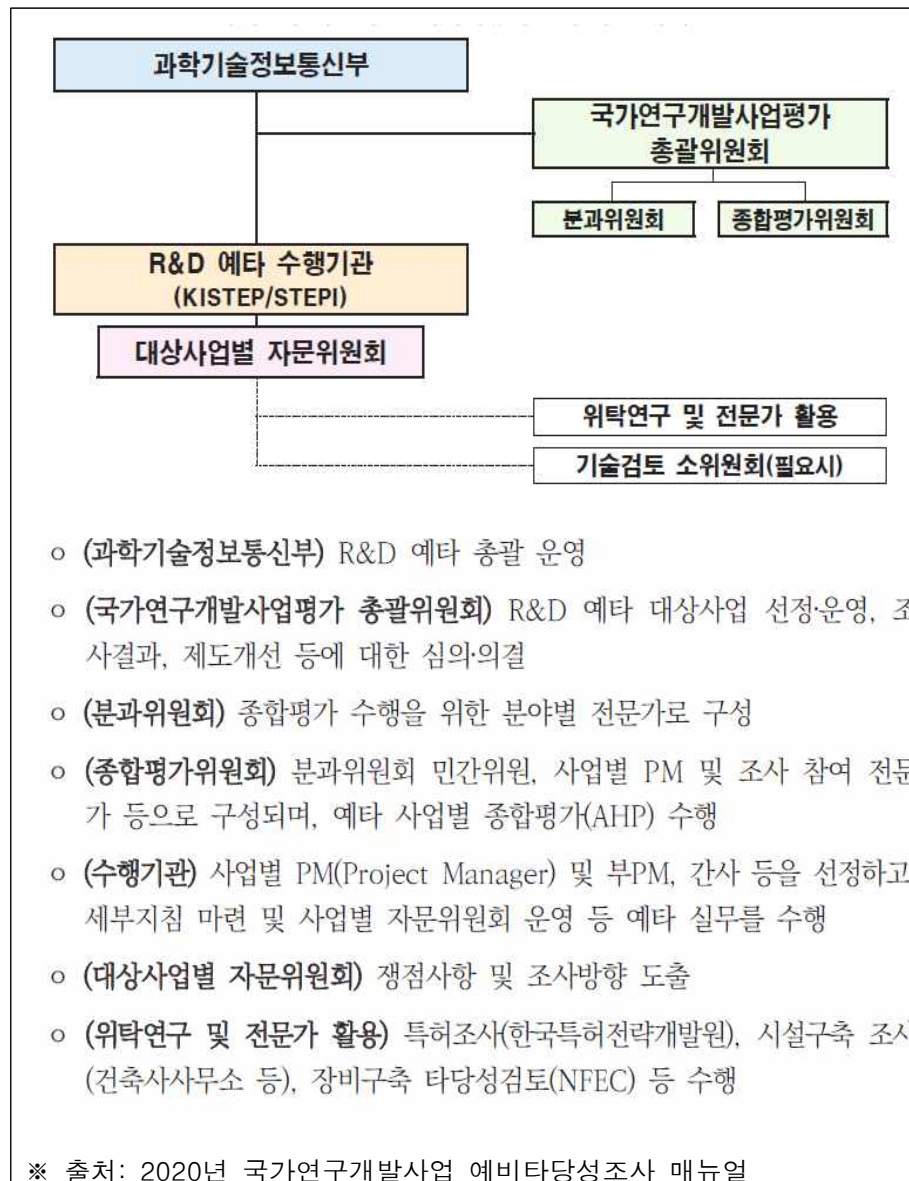 과학기술정보통신부
국가연구개발사업평가
총괄위원회
분과위원회
종합평가위원회
R&D 예타 수행기관
(KISTEP/STEPI)
대상사업별 자문위원회
위탁연구 및 전문가 활용
기술검토 소위원회(필요시)
ㅇ (과학기술정보통신부) R&D 예타 총괄 운영
ㅇ (국가연구개발사업평가 총괄위원회) R&D 예타 대상사업 선정·운영, 조
사결과, 제도개선 등에 대한 심의·의결
ㅇ (분과위원회) 종합평가 수행을 위한 분야별 전문가로 구성
ㅇ (종합평가위원회) 분과위원회 민간위원, 사업별 PM 및 조사 참여 전문
가 등으로 구성되며, 예타 사업별 종합평가(AHP) 수행
ㅇ (수행기관) 사업별 PM(Project Manager) 및 부PM, 간사 등을 선정하고
세부지침 마련 및 사업별 자문위원회 운영 등 예타 실무를 수행
ㅇ (대상사업별 자문위원회) 쟁점사항 및 조사방향 도출
ㅇ (위탁연구 및 전문가 활용) 특허조사(한국특허전략개발원), 시설구축 조사
(건축사사무소 등), 장비구축 타당성검토(NFEC) 등 수행
※ 출처: 2020년 국가연구개발사업 예비타당성조사 매뉴얼